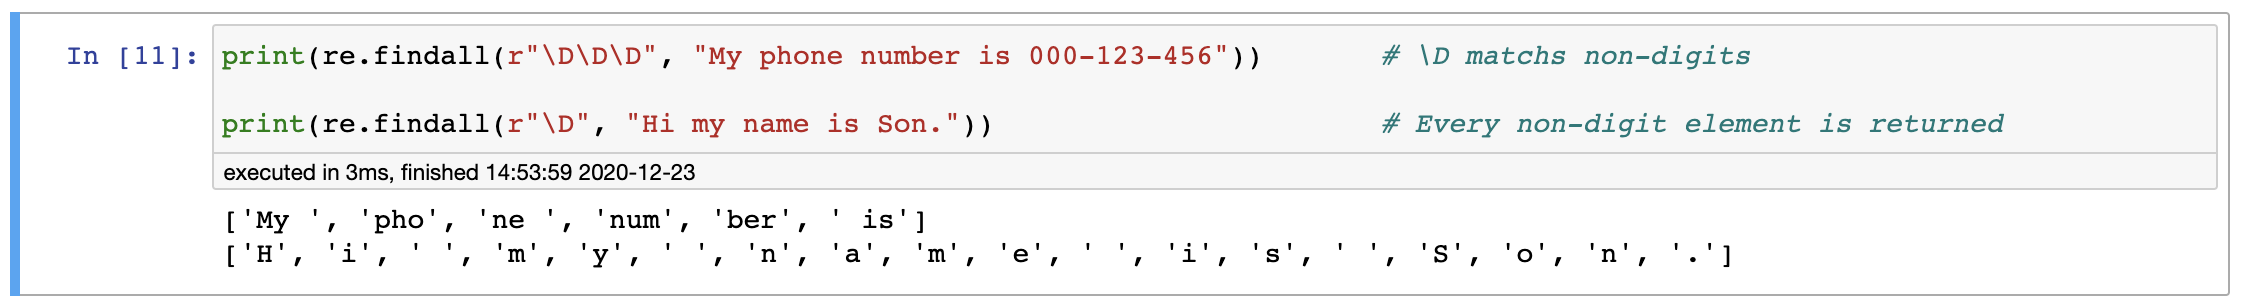 In [11]: print(re.findall(r"\D\D\D", "My phone number is 000-123-456"))       # \D matchs non-digits
print(re.findall(r"\D", "Hi my name is Son."))                       # Every non-digit element is returned
executed in 3ms, finished 14:53:59 2020-12-23
['My ', 'pho', 'ne ', 'num', 'ber', ' is']
['H', 'i', ' ', 'm', 'y', ' ', 'n', 'a', 'm', 'e', ' ', 'i', 's', ' ', 'S', 'o', 'n', '.']